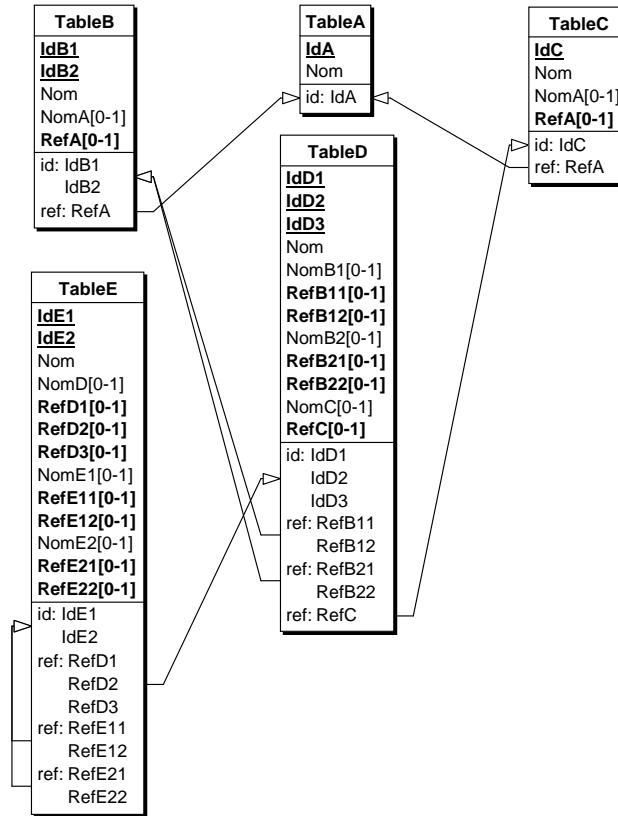 TableB
IdB1
IdB2
Nom
NomA[0-1]
RefA[0-1]
id: IdB1
IdB2
ref: RefA
TableA
IdA
Nom
id: IdA
TableC
IdC
Nom
NomA[0-1]
RefA[0-1]
id: IdC
ref: RefA
TableD
IdD1
IdD2
IdD3
Nom
NomB1[0-1]
RefB11[0-1]
RefB12[0-1]
NomB2[0-1]
RefB21[0-1]
RefB22[0-1]
NomC[0-1]
RefC[0-1]
id: IdD1
IdD2
IdD3
ref: RefB11
RefB12
ref: RefB21
RefB22
ref: RefC
TableE
IdE1
IdE2
Nom
NomD[0-1]
RefD1[0-1]
RefD2[0-1]
RefD3[0-1]
NomE1[0-1]
RefE11[0-1]
RefE12[0-1]
NomE2[0-1]
RefE21[0-1]
RefE22[0-1]
id: IdE1
IdE2
ref: RefD1
RefD2
RefD3
ref: RefE11
RefE12
ref: RefE21
RefE22